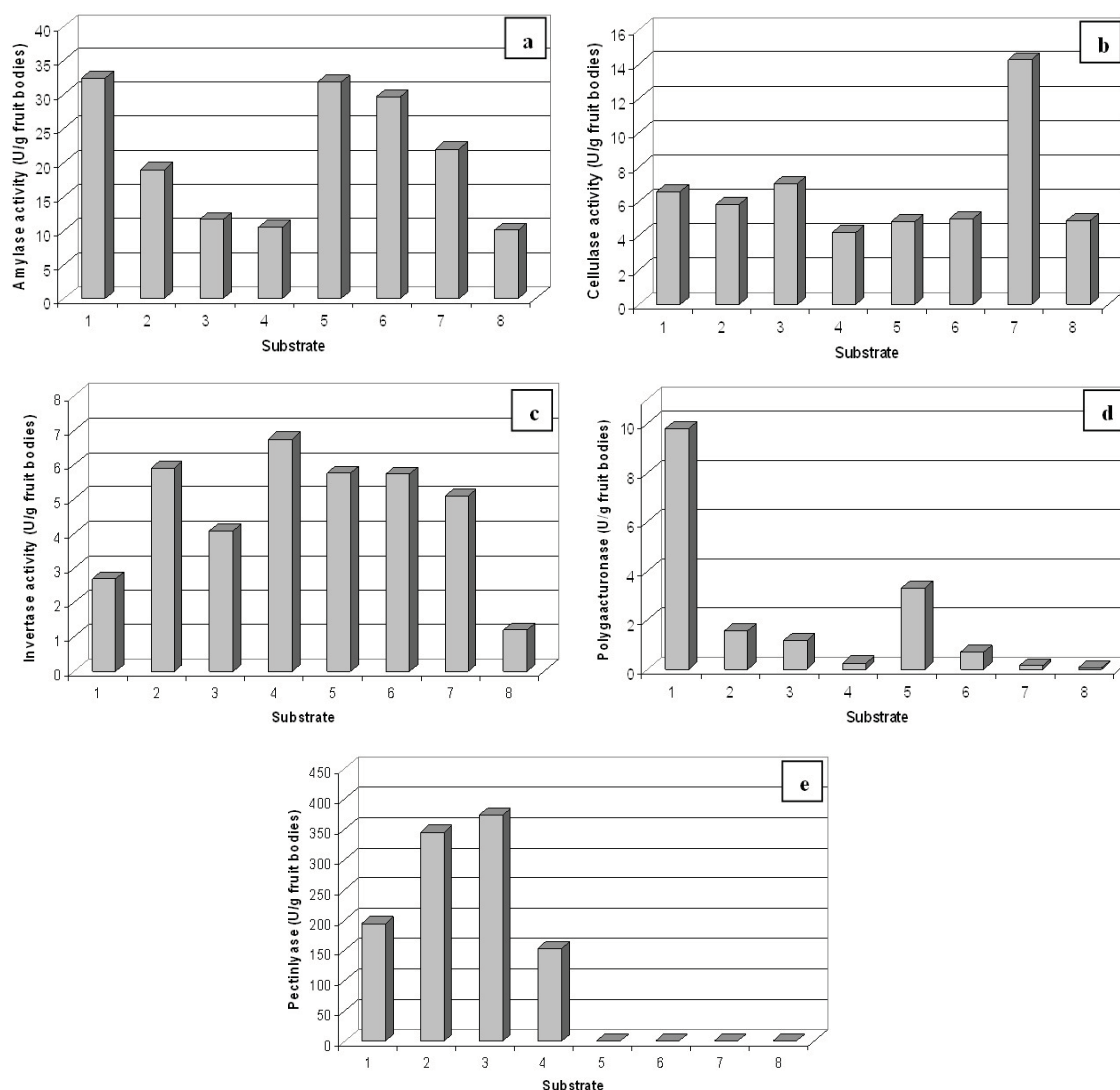 a
Amylase activity (U/g fruit bodies)
40
35
30
25
20
15
10
5
0
1 2 3 4 5 6 7 8
Substrate
b
Cellulase activity (U/g fruit bodies)
16
14
12
10
8
6
4
2
0
1 2 3 4 5 6 7 8
Substrate
c
Invertase activity (U/g fruit bodies)
8
7
6
5
4
3
2
1
0
1 2 3 4 5 6 7 8
Substrate
d
Polygaacturonase (U/g fruit bodies)
10
8
6
4
2
0
1 2 3 4 5 6 7 8
Substrate
e
Pectinlyase (U/g fruit bodies)
450
400
350
300
250
200
150
100
50
0
1 2 3 4 5 6 7 8
Substrate